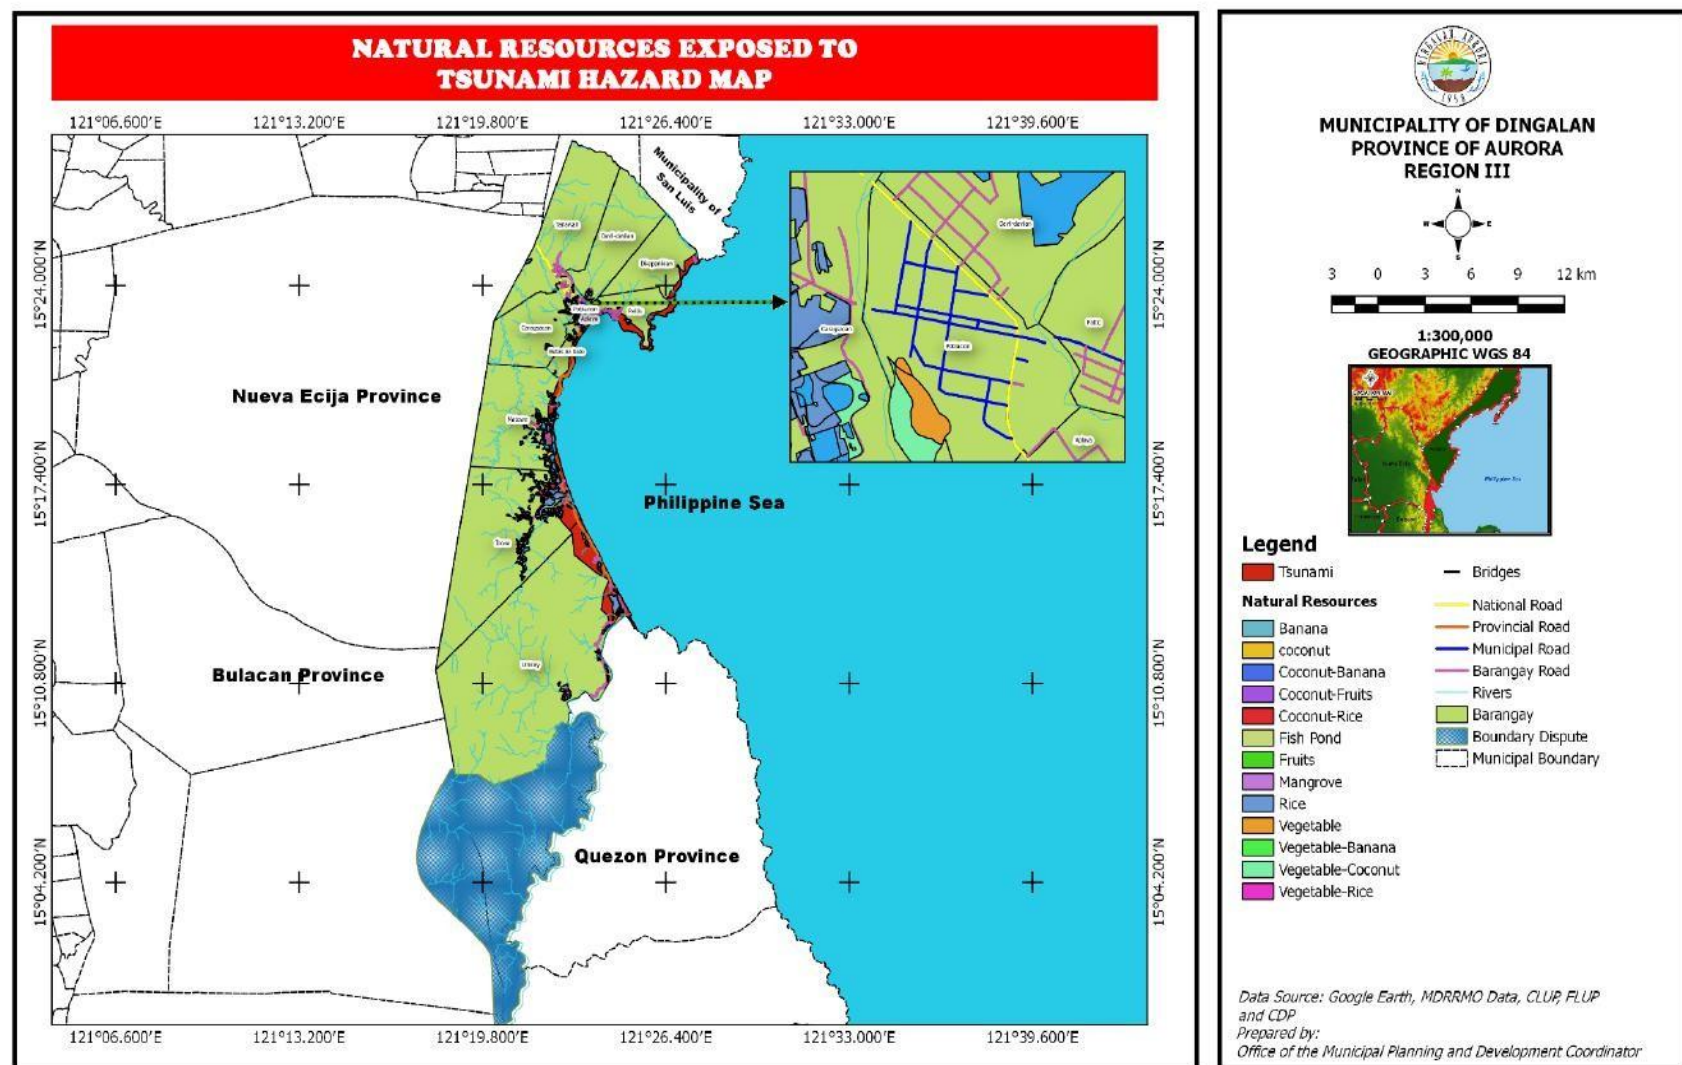 NATURAL RESOURCES EXPOSED TO
TSUNAMI HAZARD MAP
121°06.600'E 121°13.200'E 121°19.800'E 121°26.400'E 121°33.000'E 121°39.600'E
15°24.000'N
15°17.400'N
15°10.800'N
15°04.200'N
Municipality of
San Luis
Nueva Ecija Province
Philippine Sea
Bulacan Province
Quezon Province
15°24.000'N
15°17.400'N
15°10.800'N
15°04.200'N
121°06.600'E 121°13.200'E 121°19.800'E 121°26.400'E 121°33.000'E 121°39.600'E
DINGALAN AURORA
1958
MUNICIPALITY OF DINGALAN
PROVINCE OF AURORA
REGION III
N
W E
S
3 0 3 6 9 12 km
1:300,000
GEOGRAPHIC WGS 84
Philippine Sea
Legend
Tsunami
Natural Resources
Banana
coconut
Coconut-Banana
Coconut-Fruits
Coconut-Rice
Fish Pond
Fruits
Mangrove
Rice
Vegetable
Vegetable-Banana
Vegetable-Coconut
Vegetable-Rice
Bridges
National Road
Provincial Road
Municipal Road
Barangay Road
Rivers
Barangay
Boundary Dispute
Municipal Boundary
Data Source: Google Earth, MDRRMO Data, CLUP, FLUP
and CDP
Prepared by:
Office of the Municipal Planning and Development Coordinator